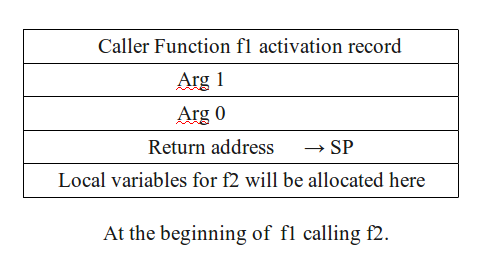 Caller Function f1 activation record
Arg 1
Arg 0
Return address → SP
Local variables for f2 will be allocated here
At the beginning of f1 calling f2.